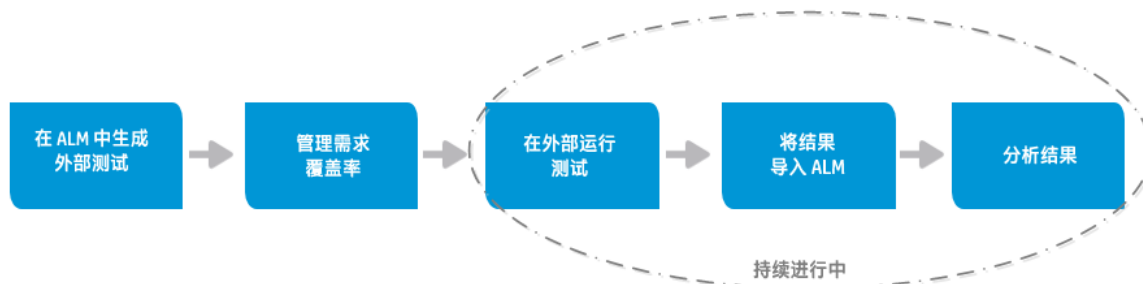 在 ALM 中生成
外部测试
管理需求
覆盖率
在外部运行
测试
将结果
导入 ALM
分析结果
持续进行中